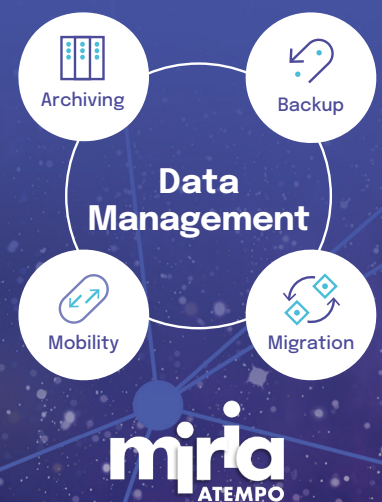 Archiving
Backup
Data
Management
Mobility
Migration
miria
ATEMPO